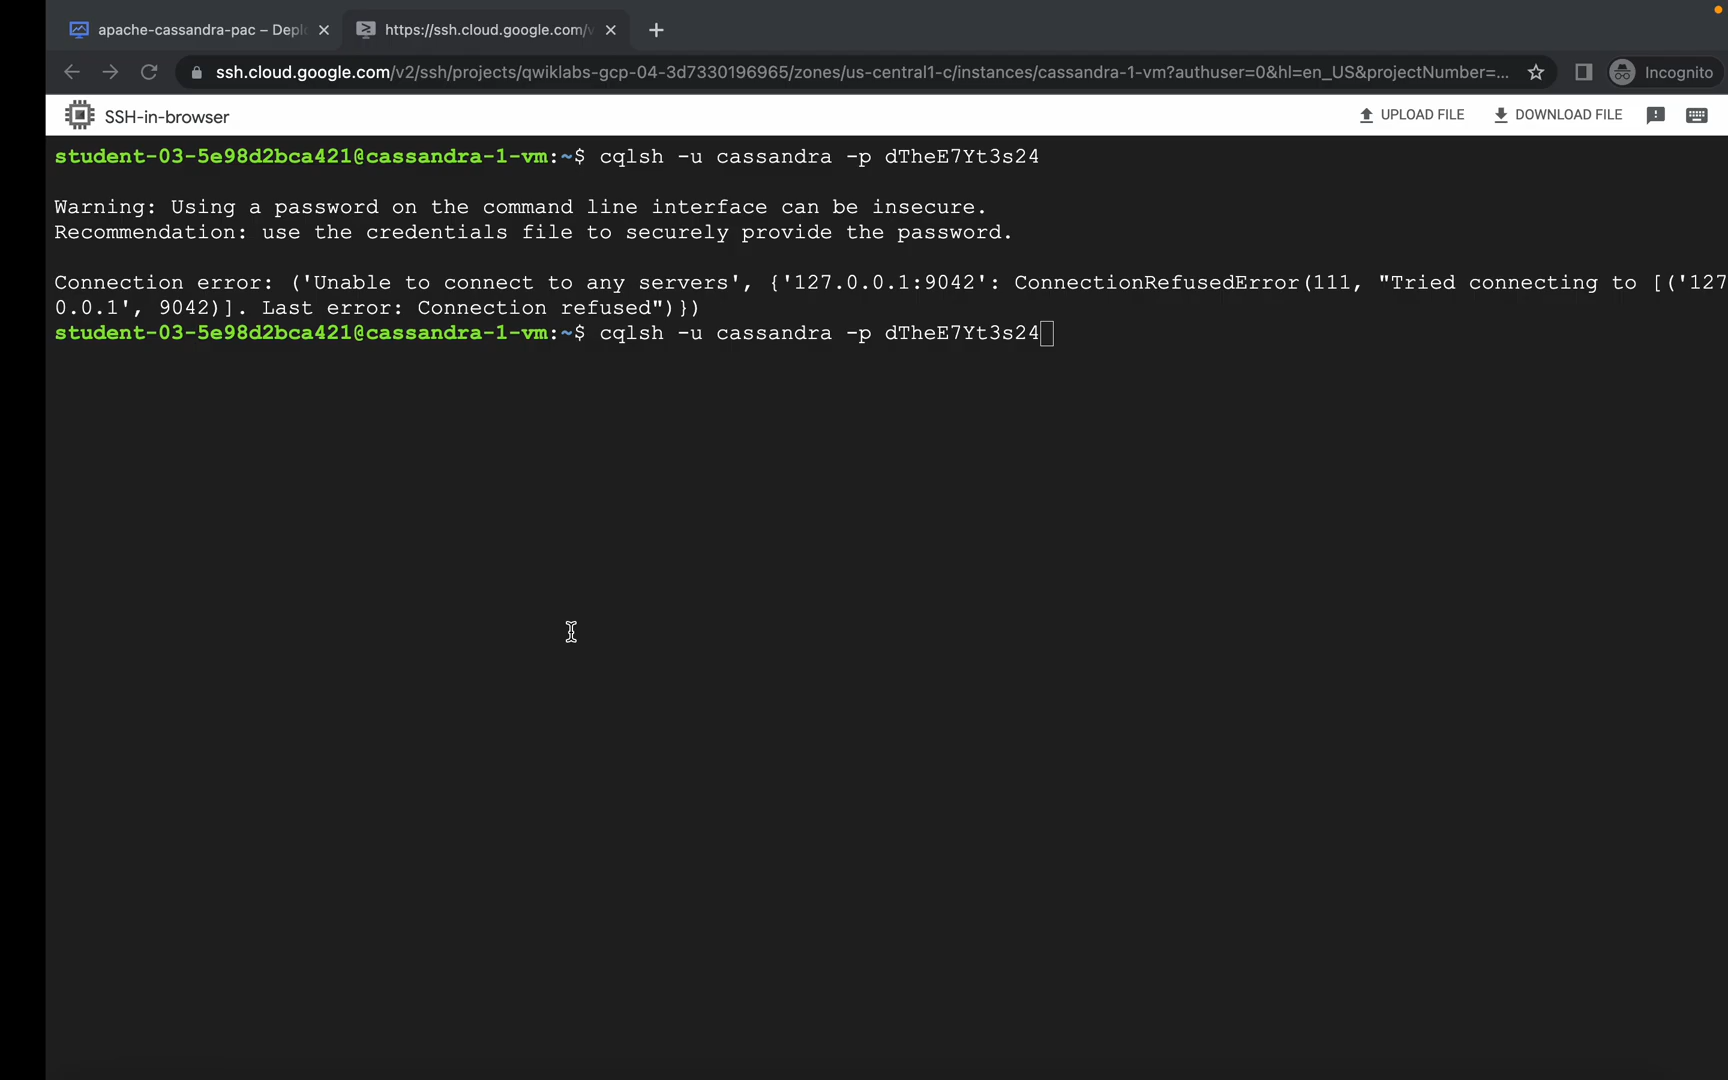 apache-cassandra-pac – Depl
https://ssh.cloud.google.com/v
ssh.cloud.google.com/v2/ssh/projects/qwiklabs-gcp-04-3d7330196965/zones/us-central1-c/instances/cassandra-1-vm?authuser=0&hl=en_US&projectNumber=...
Incognito
SSH-in-browser
UPLOAD FILE
DOWNLOAD FILE
student-03-5e98d2bca421@cassandra-1-vm:~$ cqlsh -u cassandra -p dTheE7Yt3s24
Warning: Using a password on the command line interface can be insecure.
Recommendation: use the credentials file to securely provide the password.
Connection error: ('Unable to connect to any servers', {'127.0.0.1:9042': ConnectionRefusedError(111, "Tried connecting to [('127
0.0.1', 9042)]. Last error: Connection refused")})
student-03-5e98d2bca421@cassandra-1-vm:~$ cqlsh -u cassandra -p dTheE7Yt3s24